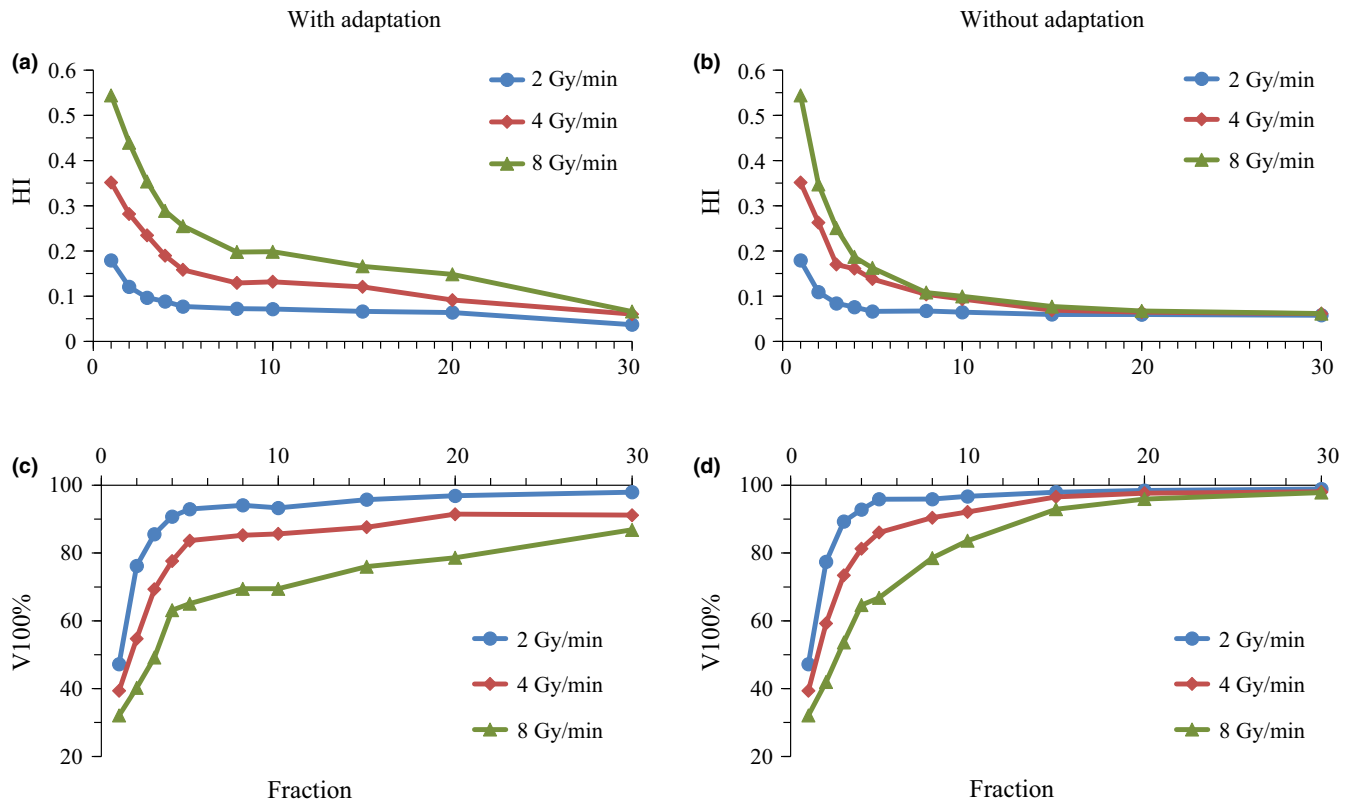 With adaptation
Without adaptation
(a)
HI
0.6
0.5
0.4
0.3
0.2
0.1
0
0
10
20
30
2 Gy/min
4 Gy/min
8 Gy/min
(b)
HI
0.6
0.5
0.4
0.3
0.2
0.1
0
0
10
20
30
2 Gy/min
4 Gy/min
8 Gy/min
(c)
V100%
0
10
20
30
100
80
60
40
20
2 Gy/min
4 Gy/min
8 Gy/min
Fraction
(d)
V100%
0
10
20
30
100
80
60
40
20
2 Gy/min
4 Gy/min
8 Gy/min
Fraction